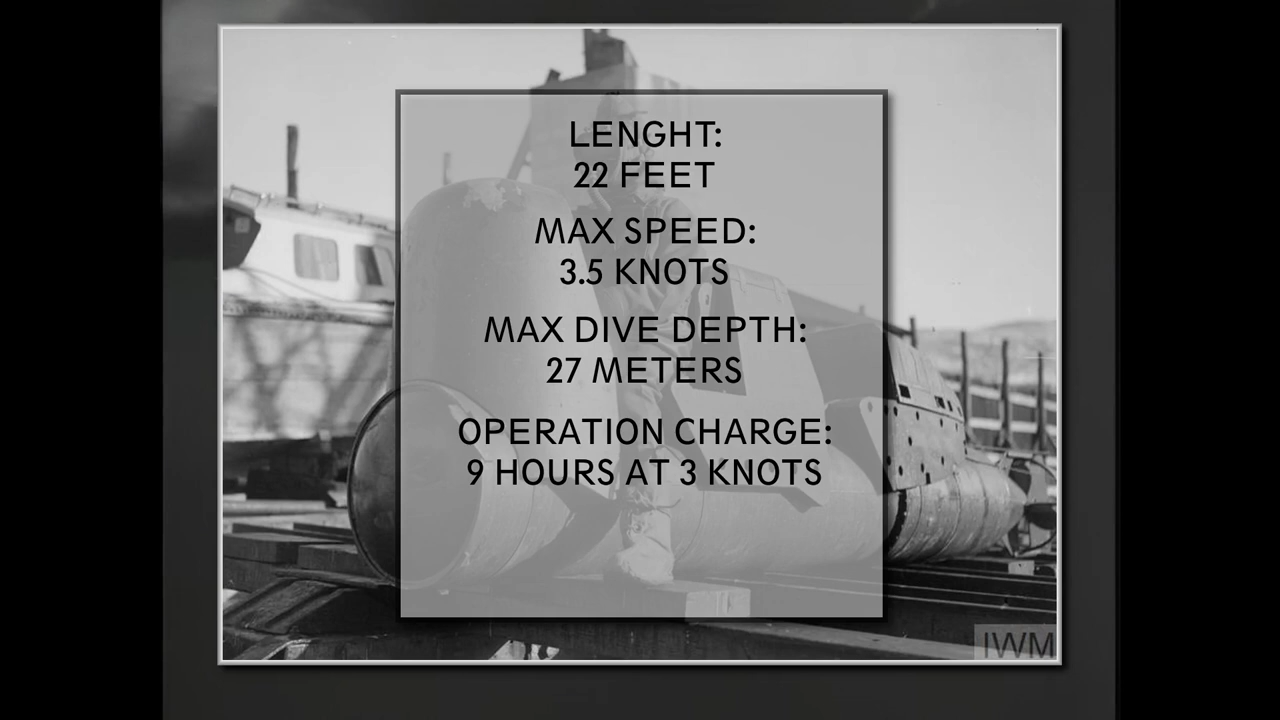 LENGHT:
22 FEET
MAX SPEED:
3.5 KNOTS
MAX DIVE DEPTH:
27 METERS
OPERATION CHARGE:
9 HOURS AT 3 KNOTS
IWM